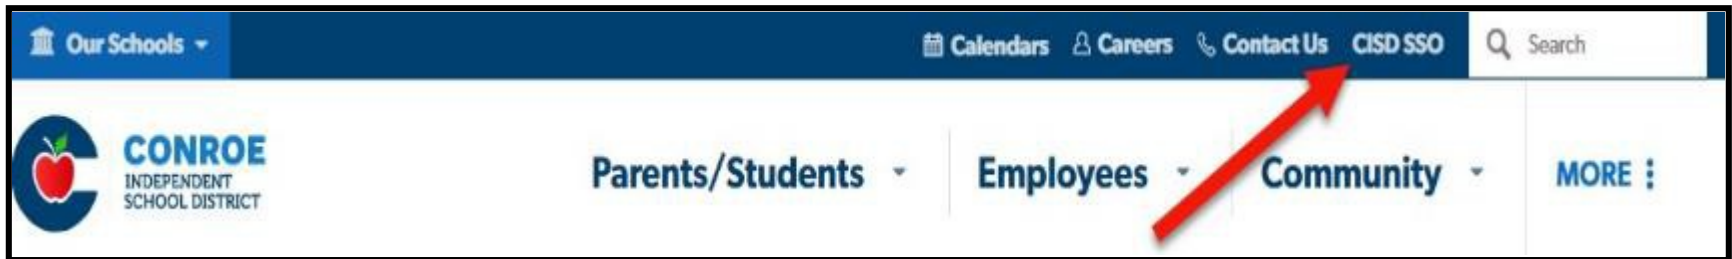 Our Schools
Calendars Careers Contact Us CISD SSO Search
CONROE
INDEPENDENT
SCHOOL DISTRICT
Parents/Students Employees Community MORE